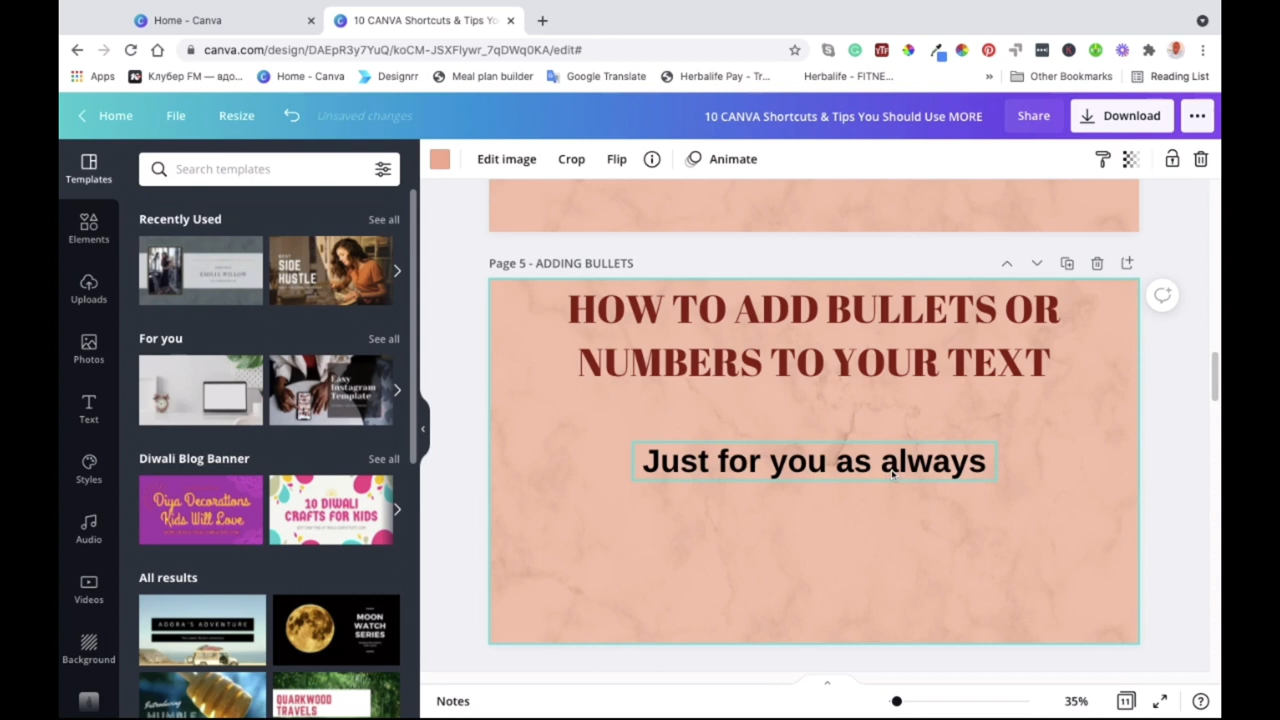 Home - Canva
10 CANVA Shortcuts & Tips Yo
canva.com/design/DAEpR3y7YuQ/koCM-JSXFlywr_7qDWq0KA/edit#
Apps
Клубер FM — вдо...
Home - Canva
Designrr
Meal plan builder
Google Translate
Herbalife Pay - Tr...
Herbalife - FITNE...
»
Other Bookmarks
Reading List
Home
File
Resize
Unsaved changes
10 CANVA Shortcuts & Tips You Should Use MORE
Share
Download
Templates
Search templates
Edit image
Crop
Flip
Animate
Recently Used
See all
Elements
EMILIE WILLOW
SIDE
HUSTLE
Page 5 - ADDING BULLETS
Uploads
HOW TO ADD BULLETS OR
NUMBERS TO YOUR TEXT
For you
See all
Photos
Easy
Instagram
Template
Text
Just for you as always
Diwali Blog Banner
See all
Styles
Diya Decorations
Kids Will Love
10 DIWALI
CRAFTS FOR KIDS
Audio
All results
Videos
ADORA'S ADVENTURE
MOON
WATCH
SERIES
Background
Introducing
HUMBLE
QUARKWOOD
TRAVELS
Notes
35%
11